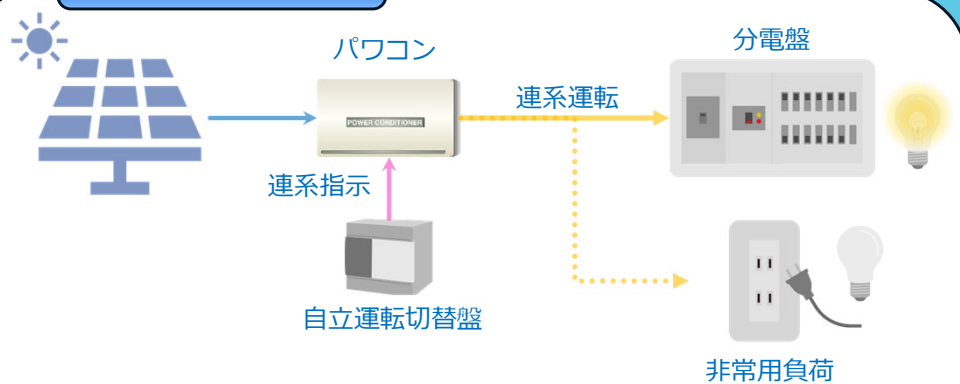 パワコン
分電盤
連系運転
POWER CONDITIONER
連系指示
自立運転切替盤
非常用負荷